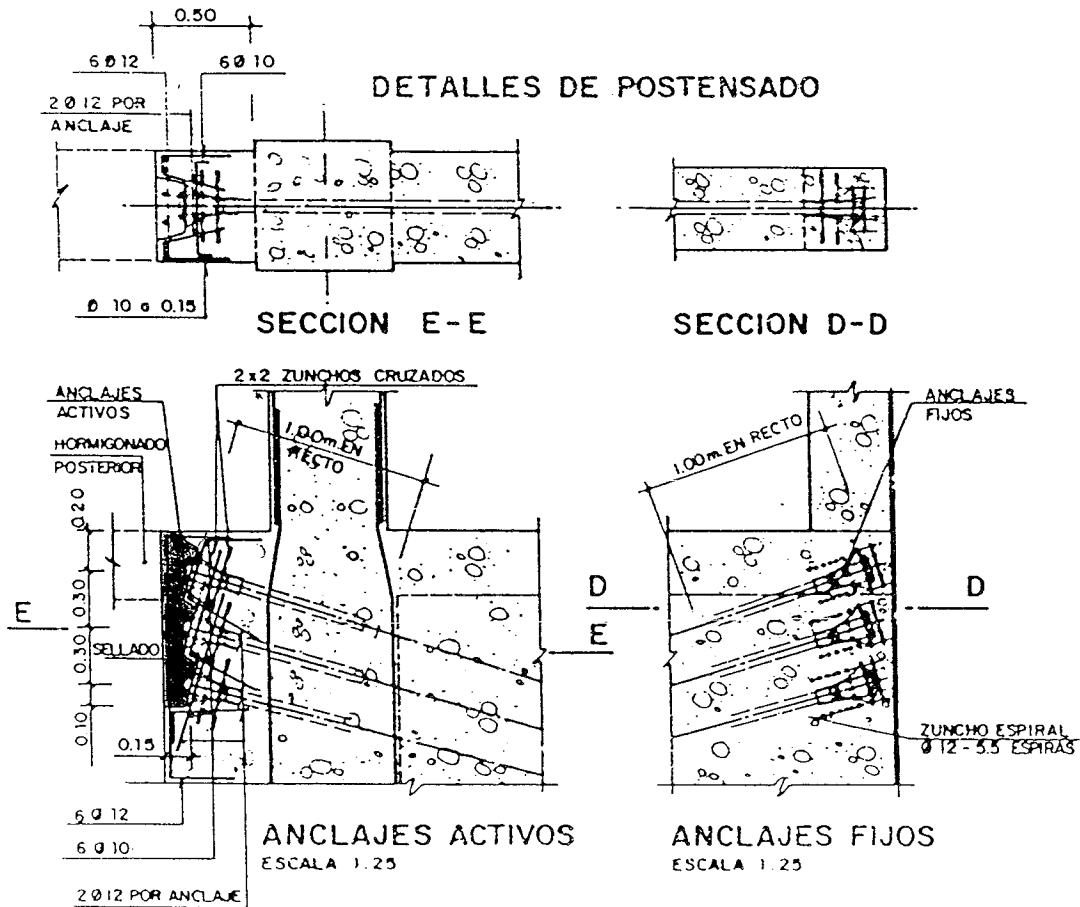 0.50
6 Ø 12
6 Ø 10
DETALLES DE POSTENSADO
2 Ø 12 POR
ANCLAJE
Ø 10 a 0.15
SECCION E-E
SECCION D-D
2x2 ZUNCHOS CRUZADOS
ANCLAJES
ACTIVOS
ANCLAJES
FIJOS
HORMIGONADO
POSTERIOR
1.00m EN
RECTO
1.00m EN RECTO
0.20
0.30
0.30
0.10
E
SELLADO
E
D
D
0.15
ZUNCHO ESPIRAL
Ø 12 - 5.5 ESPIRAS
6 Ø 12
6 Ø 10
2 Ø 12 POR ANCLAJE
ANCLAJES ACTIVOS
ESCALA 1.25
ANCLAJES FIJOS
ESCALA 1.25